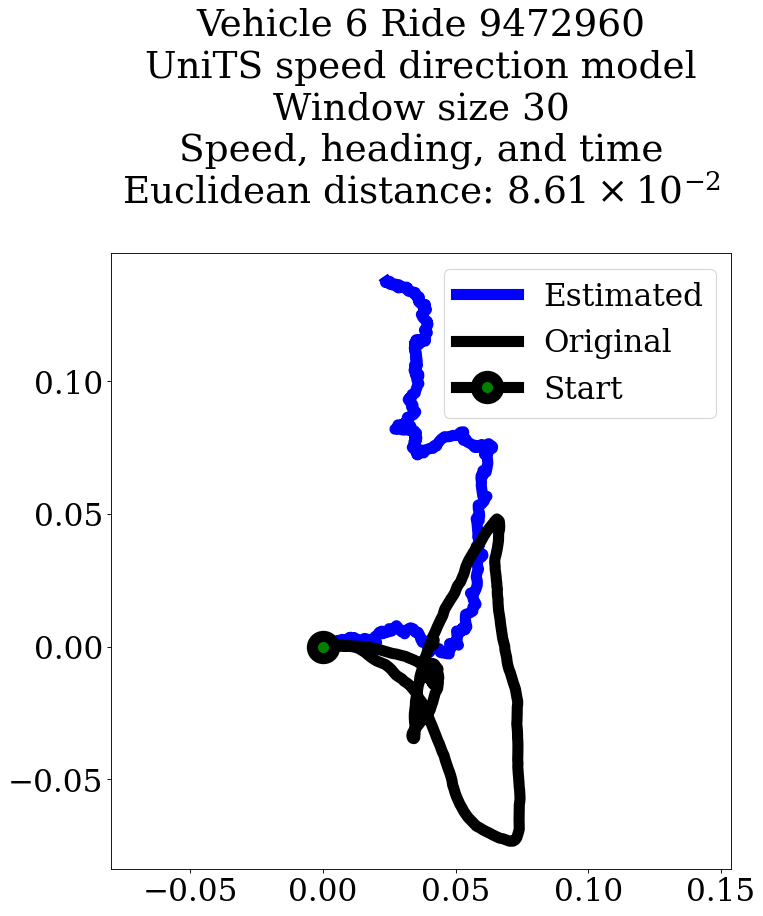 Vehicle 6 Ride 9472960
UniTS speed direction model
Window size 30
Speed, heading, and time
Euclidean distance: 8.61 × 10⁻²
Estimated
Original
Start
0.10
0.05
0.00
−0.05
−0.05 0.00 0.05 0.10 0.15